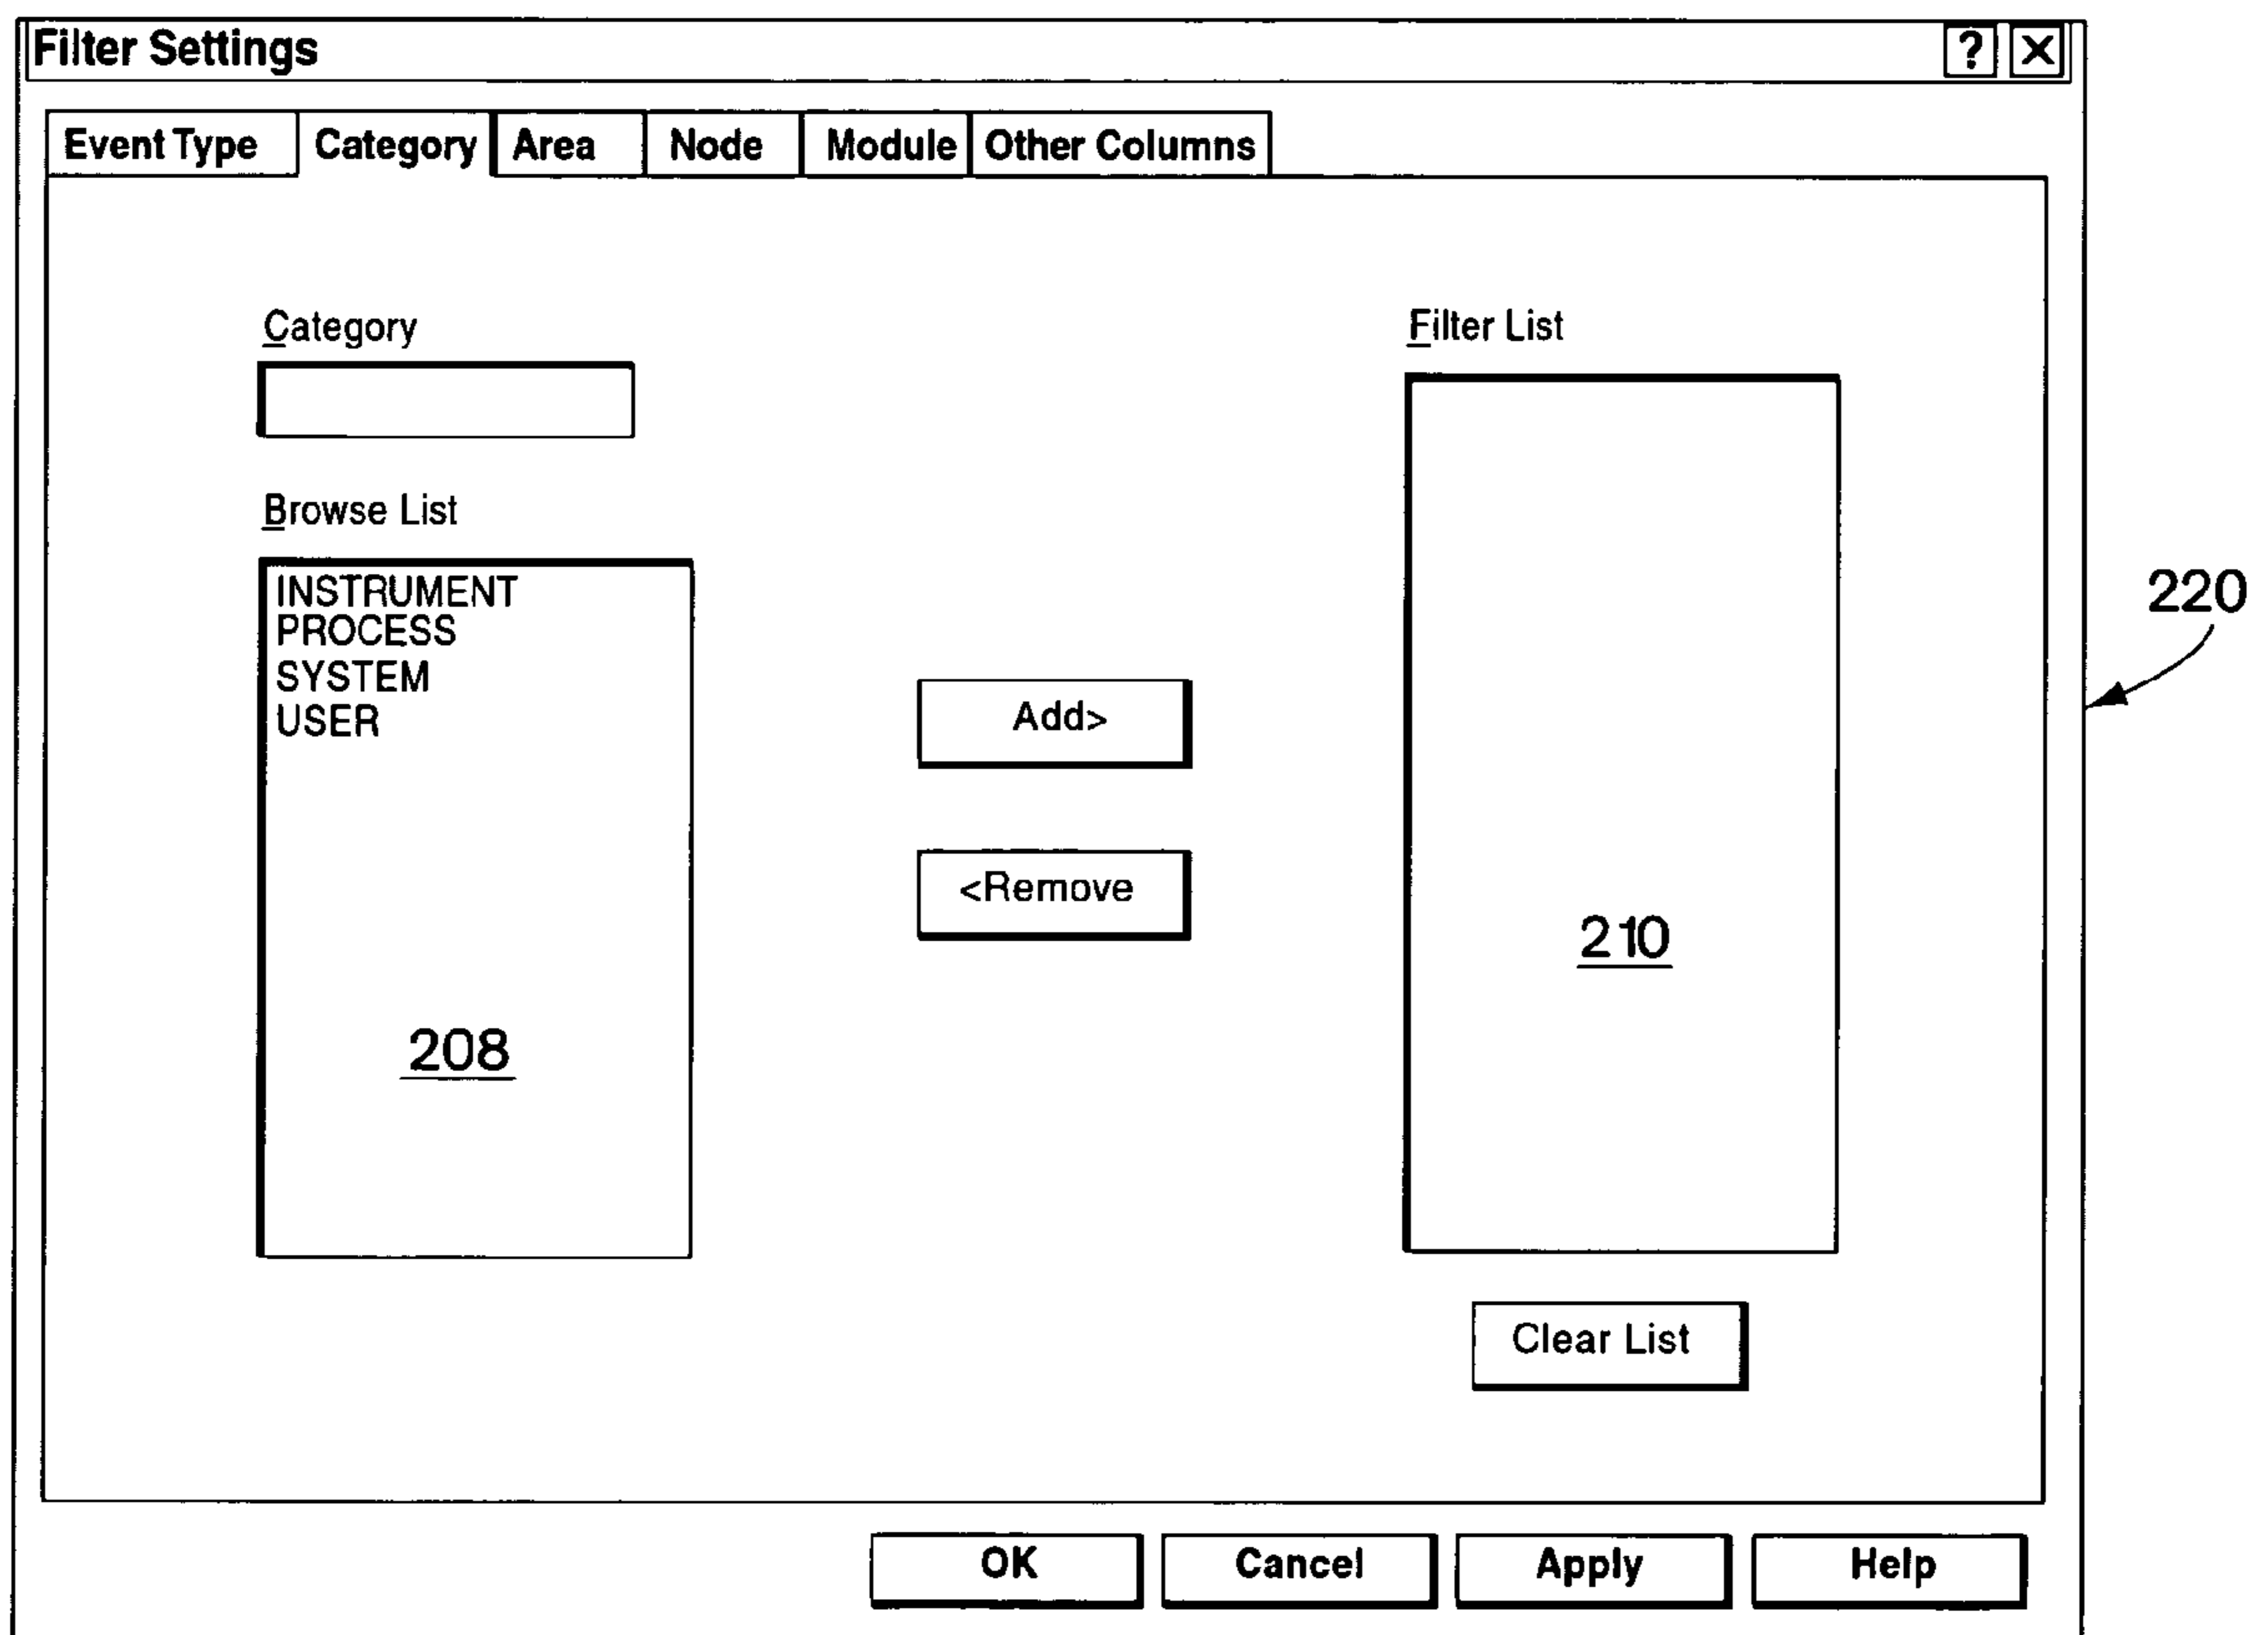 Filter Settings ? X
Event Type Category Area Node Module Other Columns
Category
Filter List
Browse List
INSTRUMENT
PROCESS
SYSTEM
USER
220
Add>
<Remove
210
208
Clear List
OK Cancel Apply Help